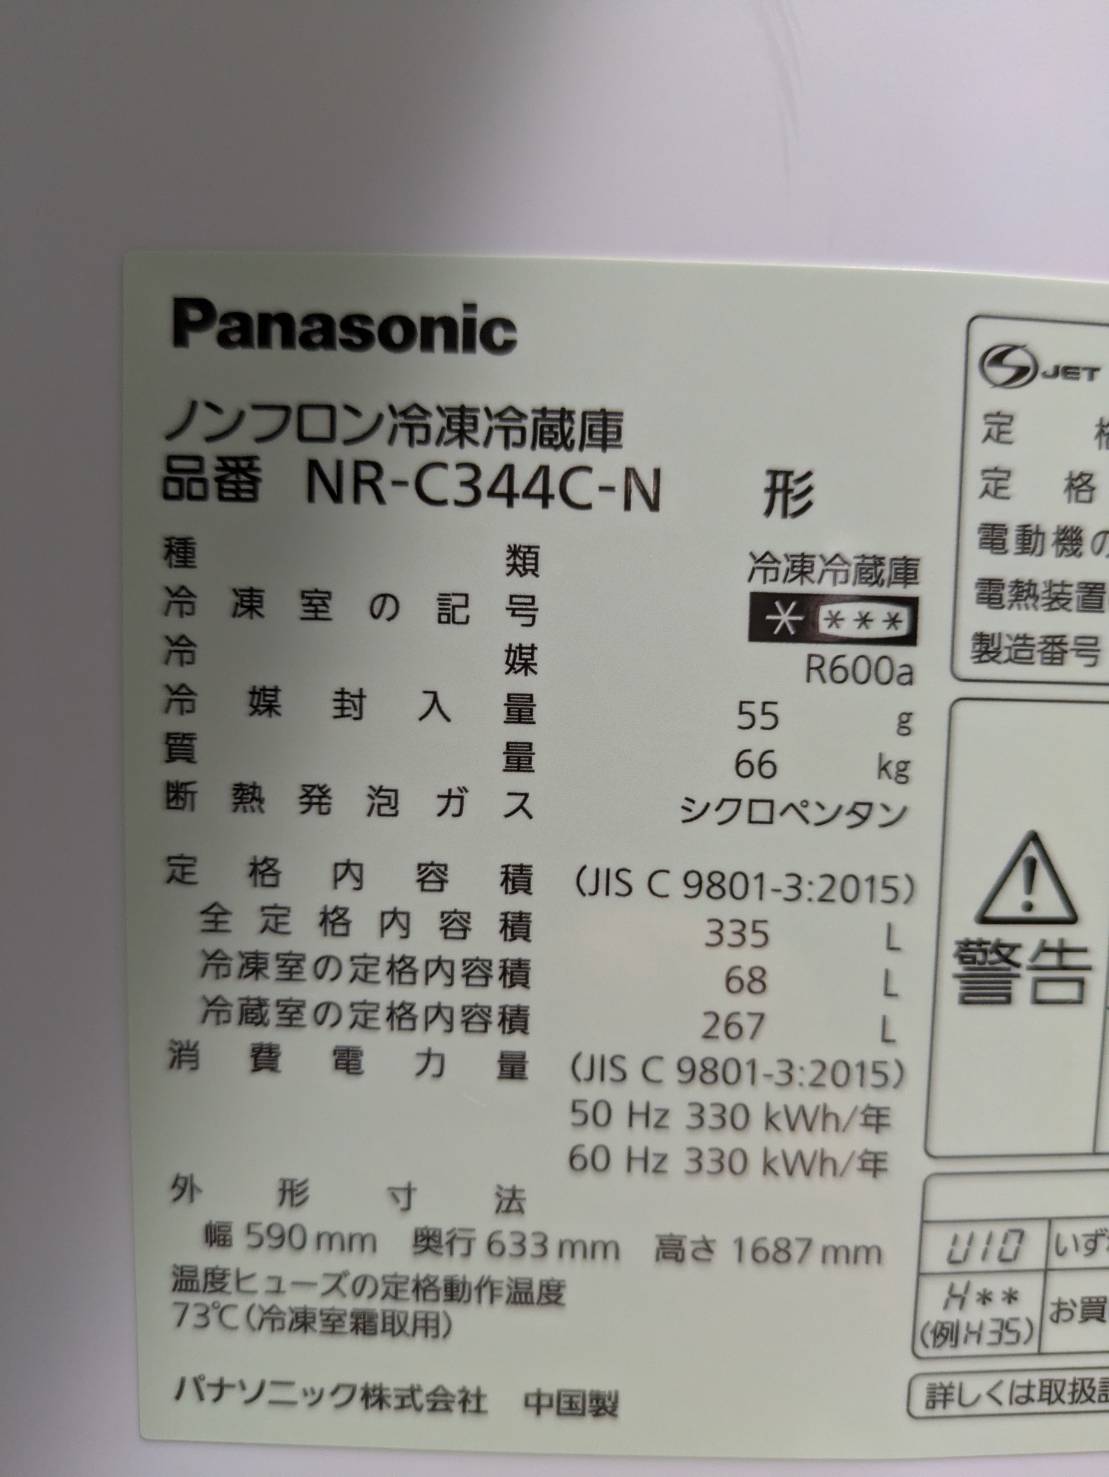 Panasonic
ノンフロン冷凍冷蔵庫
品番 NR-C344C-N 形
種類 冷凍冷蔵庫
冷凍室の記号 * ***
冷媒 R600a
冷媒封入量 55 g
質量 66 kg
断熱発泡ガス シクロペンタン
定格内容積 (JIS C 9801-3:2015)
全定格内容積 335 L
冷凍室の定格内容積 68 L
冷蔵室の定格内容積 267 L
消費電力量 (JIS C 9801-3:2015)
50 Hz 330 kWh/年
60 Hz 330 kWh/年
外形寸法
幅 590 mm 奥行 633 mm 高さ 1687 mm
温度ヒューズの定格動作温度
73℃(冷凍室霜取用)
パナソニック株式会社 中国製
JET
定
定格
電動機の
電熱装置
製造番号
警告
U10 いず
H** お買
(例H35)
詳しくは取扱